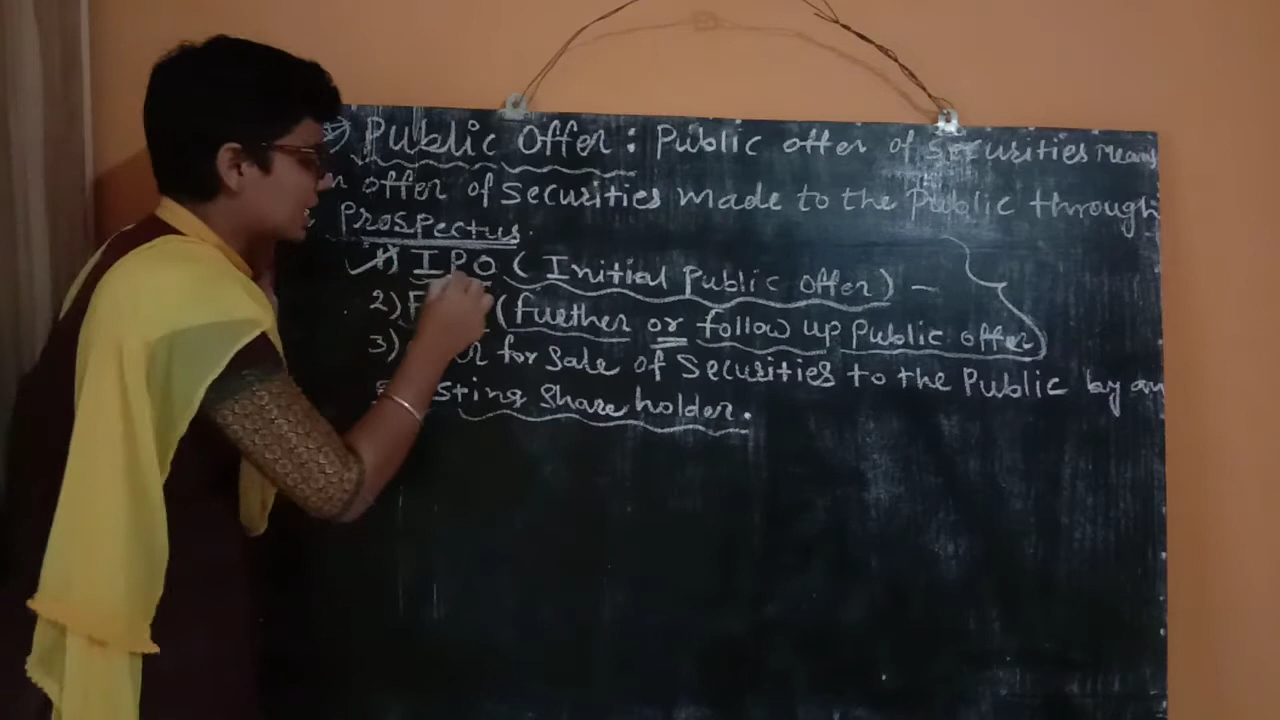 Public Offer: Public offer of Securities Means
offer of Securities made to the Public through
Prospectus.
1) IPO (Initial Public offer) -
2) F (further or follow up Public offer)
3) for Sale of Securities to the Public by an
sting Share holder.